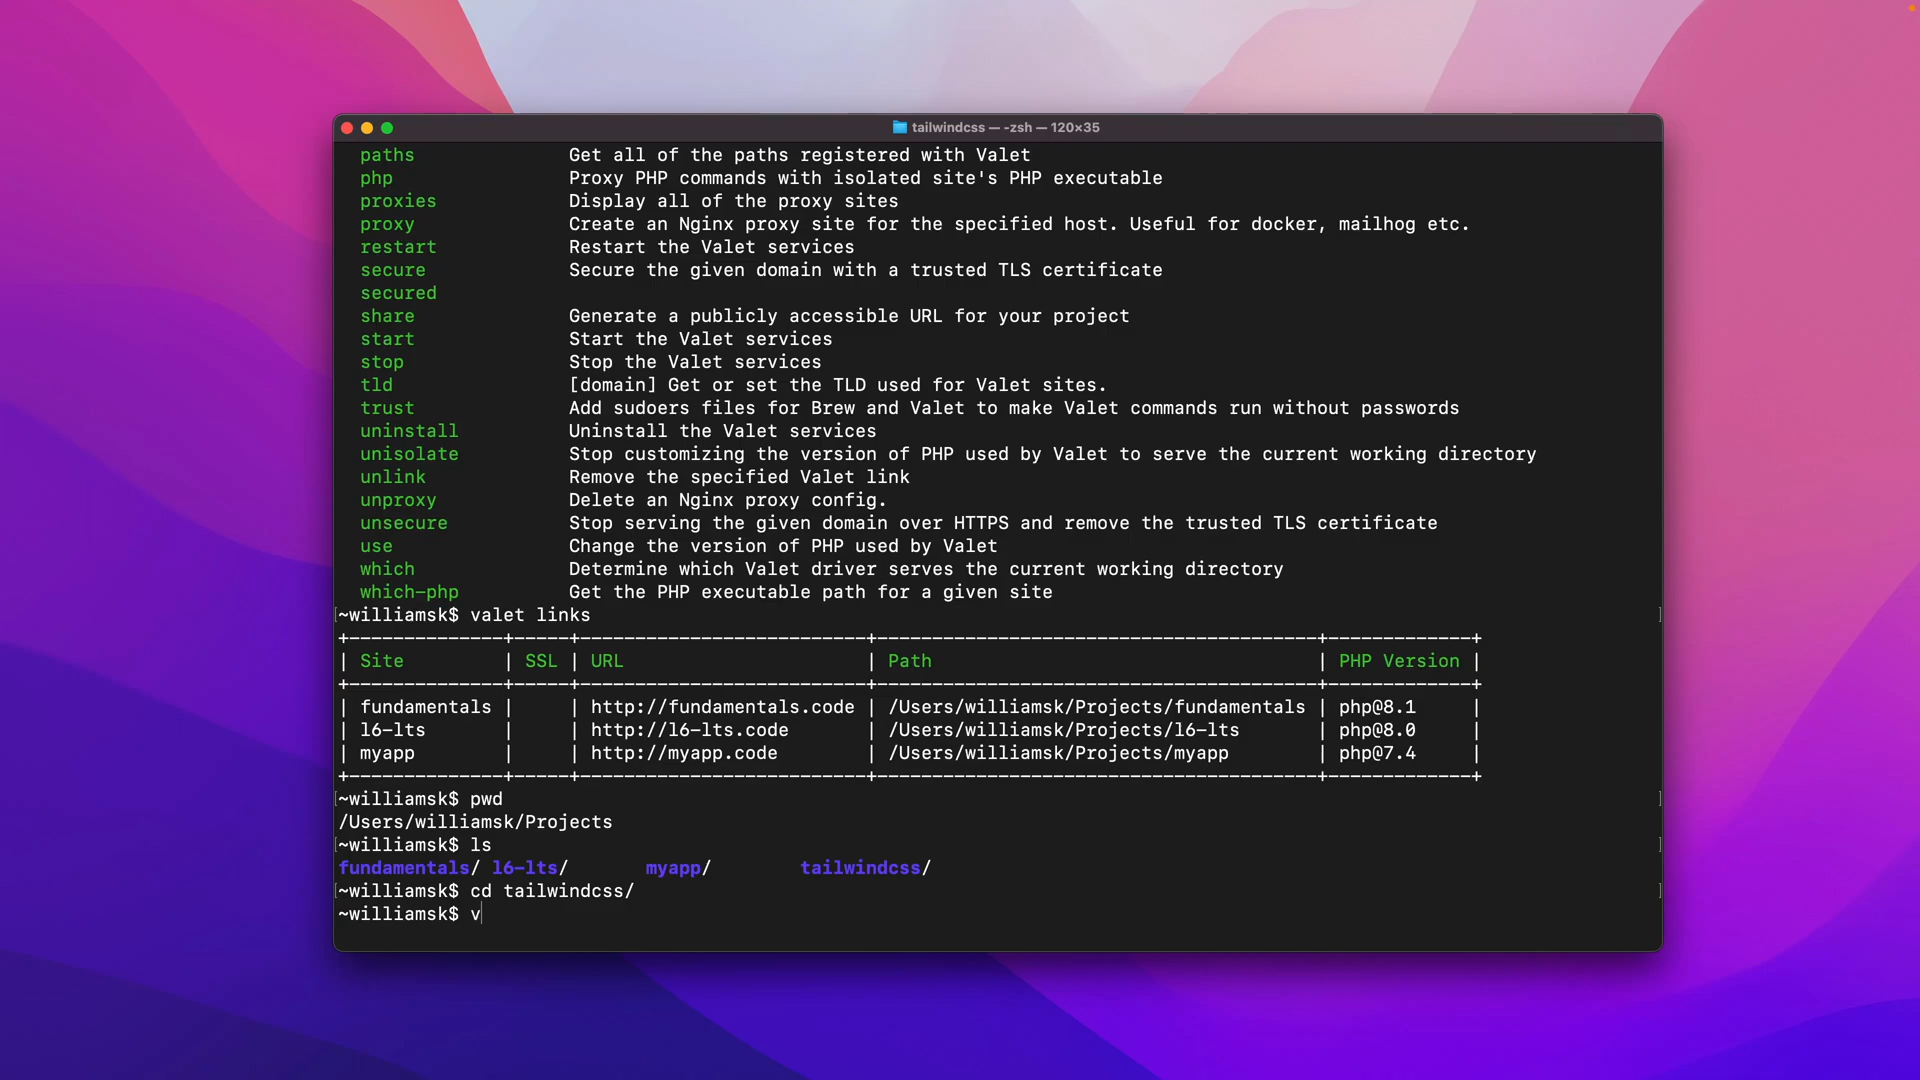 tailwindcss — -zsh — 120×35
paths Get all of the paths registered with Valet
php Proxy PHP commands with isolated site's PHP executable
proxies Display all of the proxy sites
proxy Create an Nginx proxy site for the specified host. Useful for docker, mailhog etc.
restart Restart the Valet services
secure Secure the given domain with a trusted TLS certificate
secured
share Generate a publicly accessible URL for your project
start Start the Valet services
stop Stop the Valet services
tld [domain] Get or set the TLD used for Valet sites.
trust Add sudoers files for Brew and Valet to make Valet commands run without passwords
uninstall Uninstall the Valet services
unisolate Stop customizing the version of PHP used by Valet to serve the current working directory
unlink Remove the specified Valet link
unproxy Delete an Nginx proxy config.
unsecure Stop serving the given domain over HTTPS and remove the trusted TLS certificate
use Change the version of PHP used by Valet
which Determine which Valet driver serves the current working directory
which-php Get the PHP executable path for a given site
[~williamsk$ valet links ]
+--------------+-----+--------------------------+----------------------------------------+-------------+
| Site | SSL | URL | Path | PHP Version |
+--------------+-----+--------------------------+----------------------------------------+-------------+
| fundamentals | | http://fundamentals.code | /Users/williamsk/Projects/fundamentals | php@8.1 |
| l6-lts | | http://l6-lts.code | /Users/williamsk/Projects/l6-lts | php@8.0 |
| myapp | | http://myapp.code | /Users/williamsk/Projects/myapp | php@7.4 |
+--------------+-----+--------------------------+----------------------------------------+-------------+
[~williamsk$ pwd ]
/Users/williamsk/Projects
[~williamsk$ ls ]
fundamentals/ l6-lts/ myapp/ tailwindcss/
[~williamsk$ cd tailwindcss/ ]
~williamsk$ v